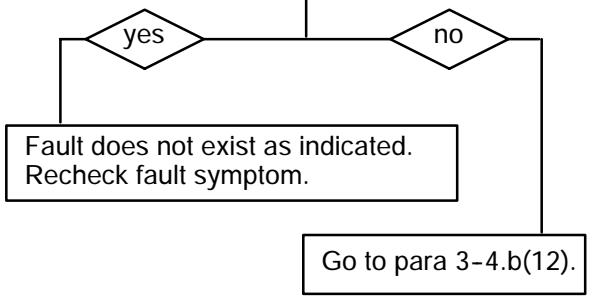 yes
no
Fault does not exist as indicated.
Recheck fault symptom.
Go to para 3-4.b(12).